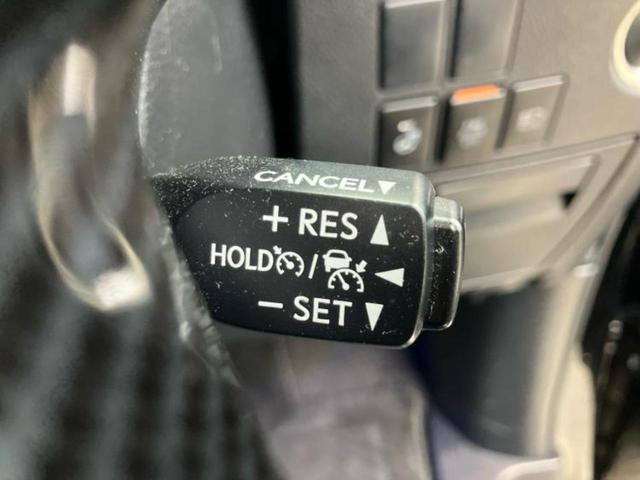 CANCEL▼
+ RES ▲
HOLD / ◄
− SET ▼